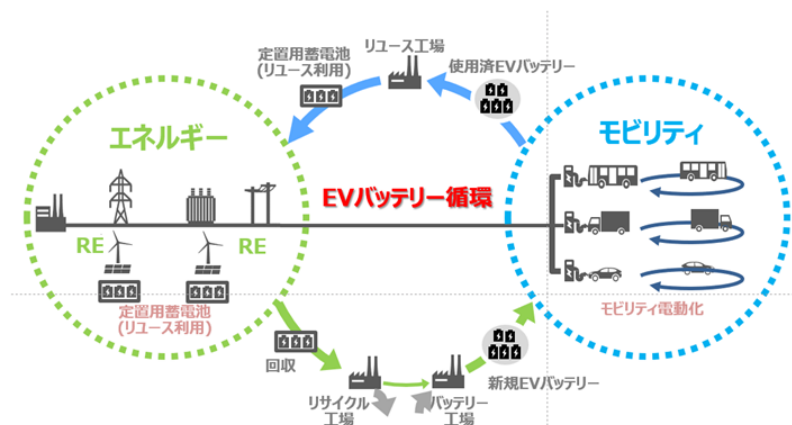 定置用蓄電池
(リユース利用)
リユース工場
使用済EVバッテリー
エネルギー
モビリティ
EVバッテリー循環
RE
RE
定置用蓄電池
(リユース利用)
モビリティ電動化
回収
新規EVバッテリー
リサイクル
工場
バッテリー
工場